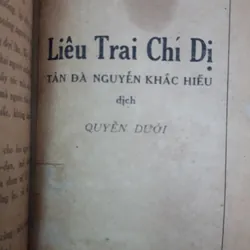 Liêu Trai Chí Dị
TẢN ĐÀ NGUYỄN KHẮC HIẾU
dịch
QUYỂN DƯỚI